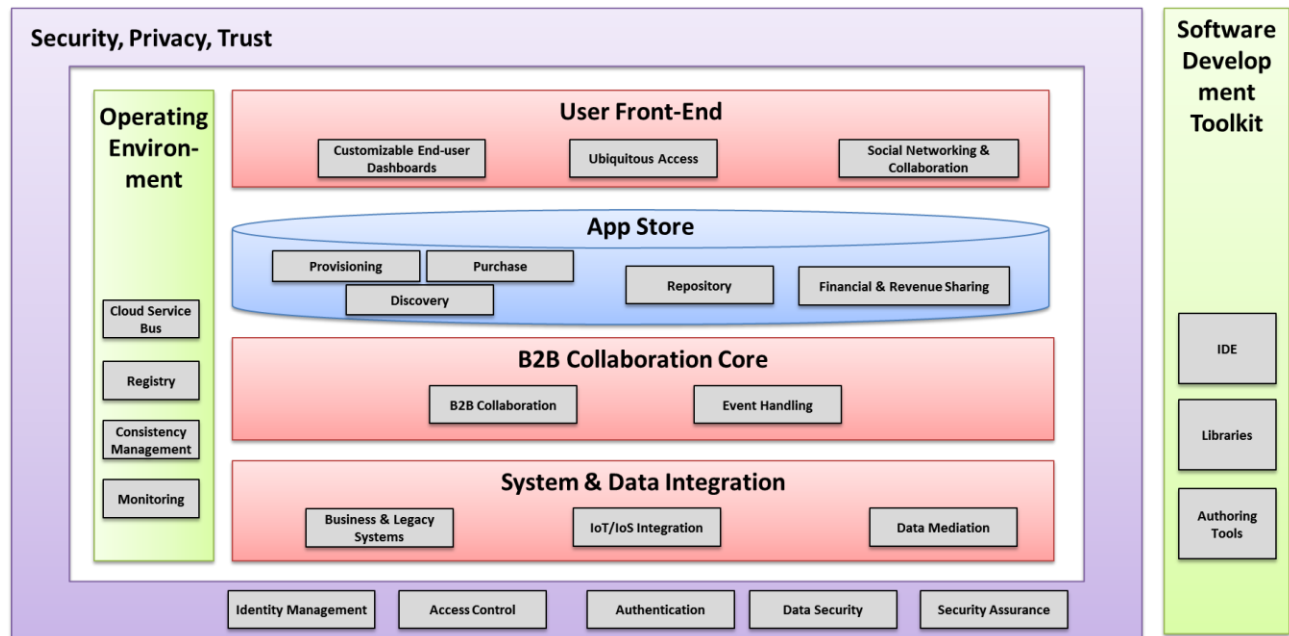 Security, Privacy, Trust
Operating
Environ-
ment
Cloud Service
Bus
Registry
Consistency
Management
Monitoring
User Front-End
Customizable End-user
Dashboards
Ubiquitous Access
Social Networking &
Collaboration
App Store
Provisioning
Purchase
Discovery
Repository
Financial & Revenue Sharing
B2B Collaboration Core
B2B Collaboration
Event Handling
System & Data Integration
Business & Legacy
Systems
IoT/IoS Integration
Data Mediation
Identity Management
Access Control
Authentication
Data Security
Security Assurance
Software
Develop
ment
Toolkit
IDE
Libraries
Authoring
Tools